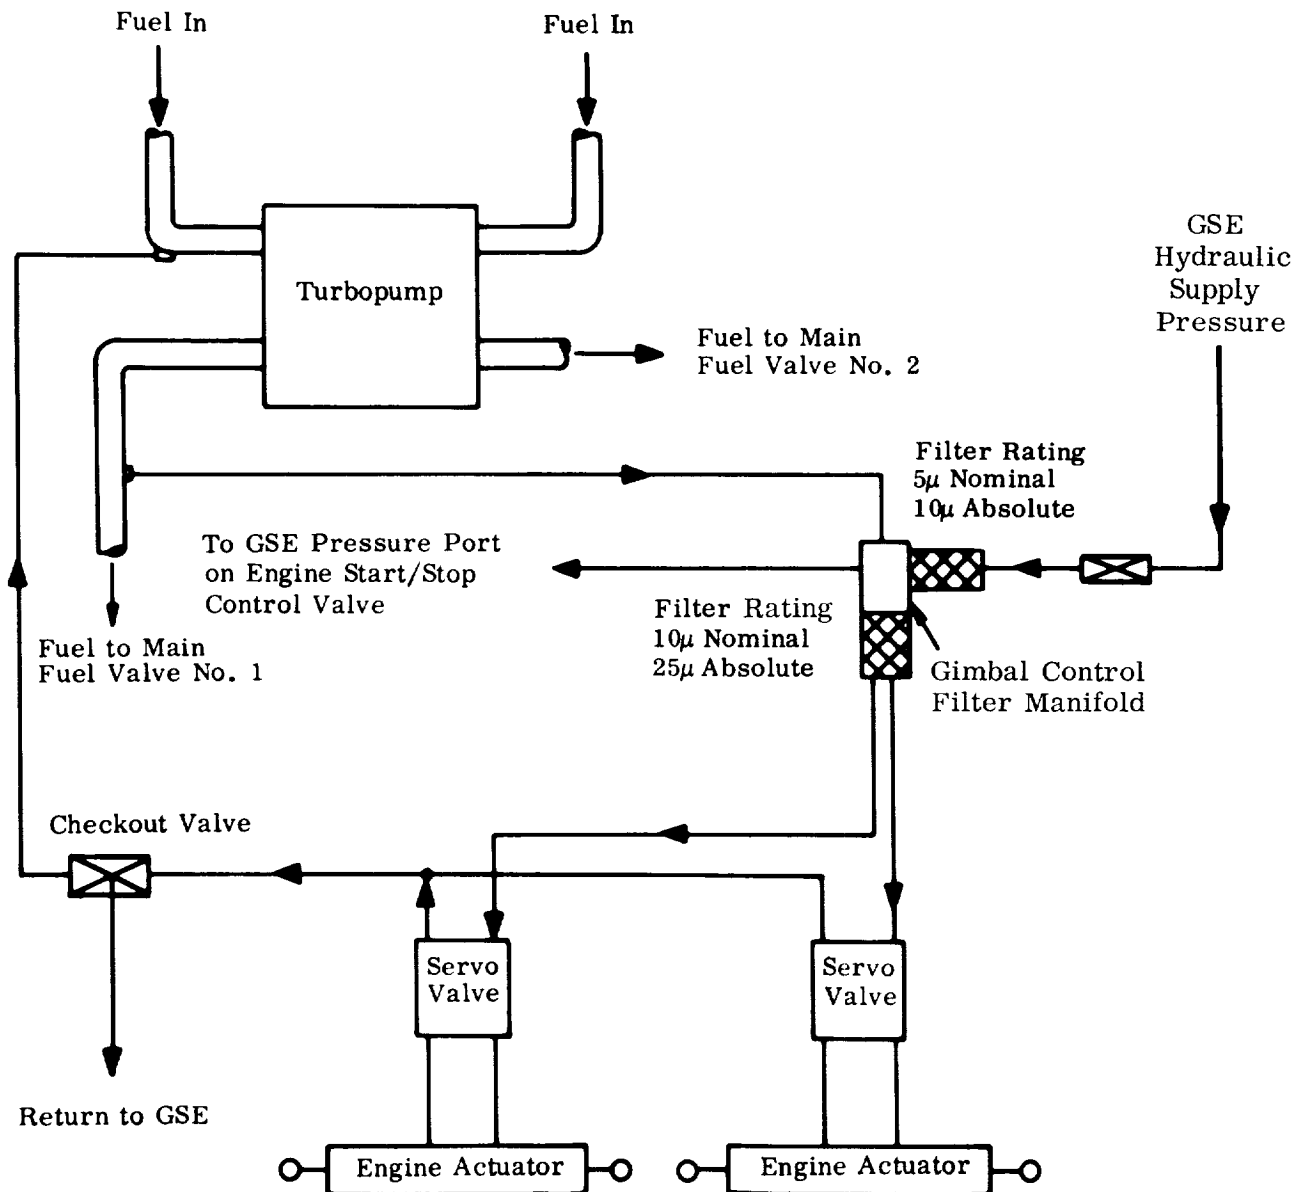 Fuel In
Fuel In
GSE
Hydraulic
Supply
Pressure
Turbopump
Fuel to Main
Fuel Valve No. 2
Filter Rating
5μ Nominal
10μ Absolute
To GSE Pressure Port
on Engine Start/Stop
Control Valve
Filter Rating
10μ Nominal
25μ Absolute
Fuel to Main
Fuel Valve No. 1
Gimbal Control
Filter Manifold
Checkout Valve
Servo
Valve
Servo
Valve
Return to GSE
Engine Actuator
Engine Actuator